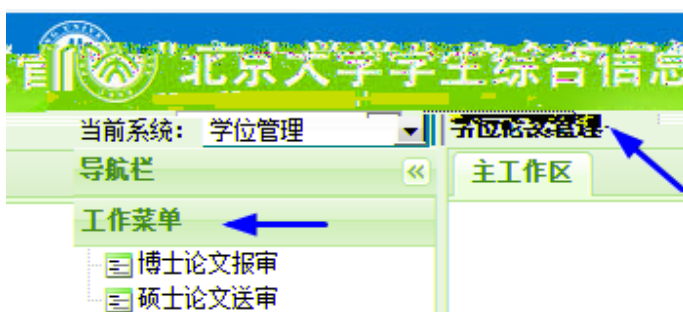 北京大学学生综合信息
当前系统: 学位管理
导航栏
主工作区
工作菜单
博士论文报审
硕士论文送审